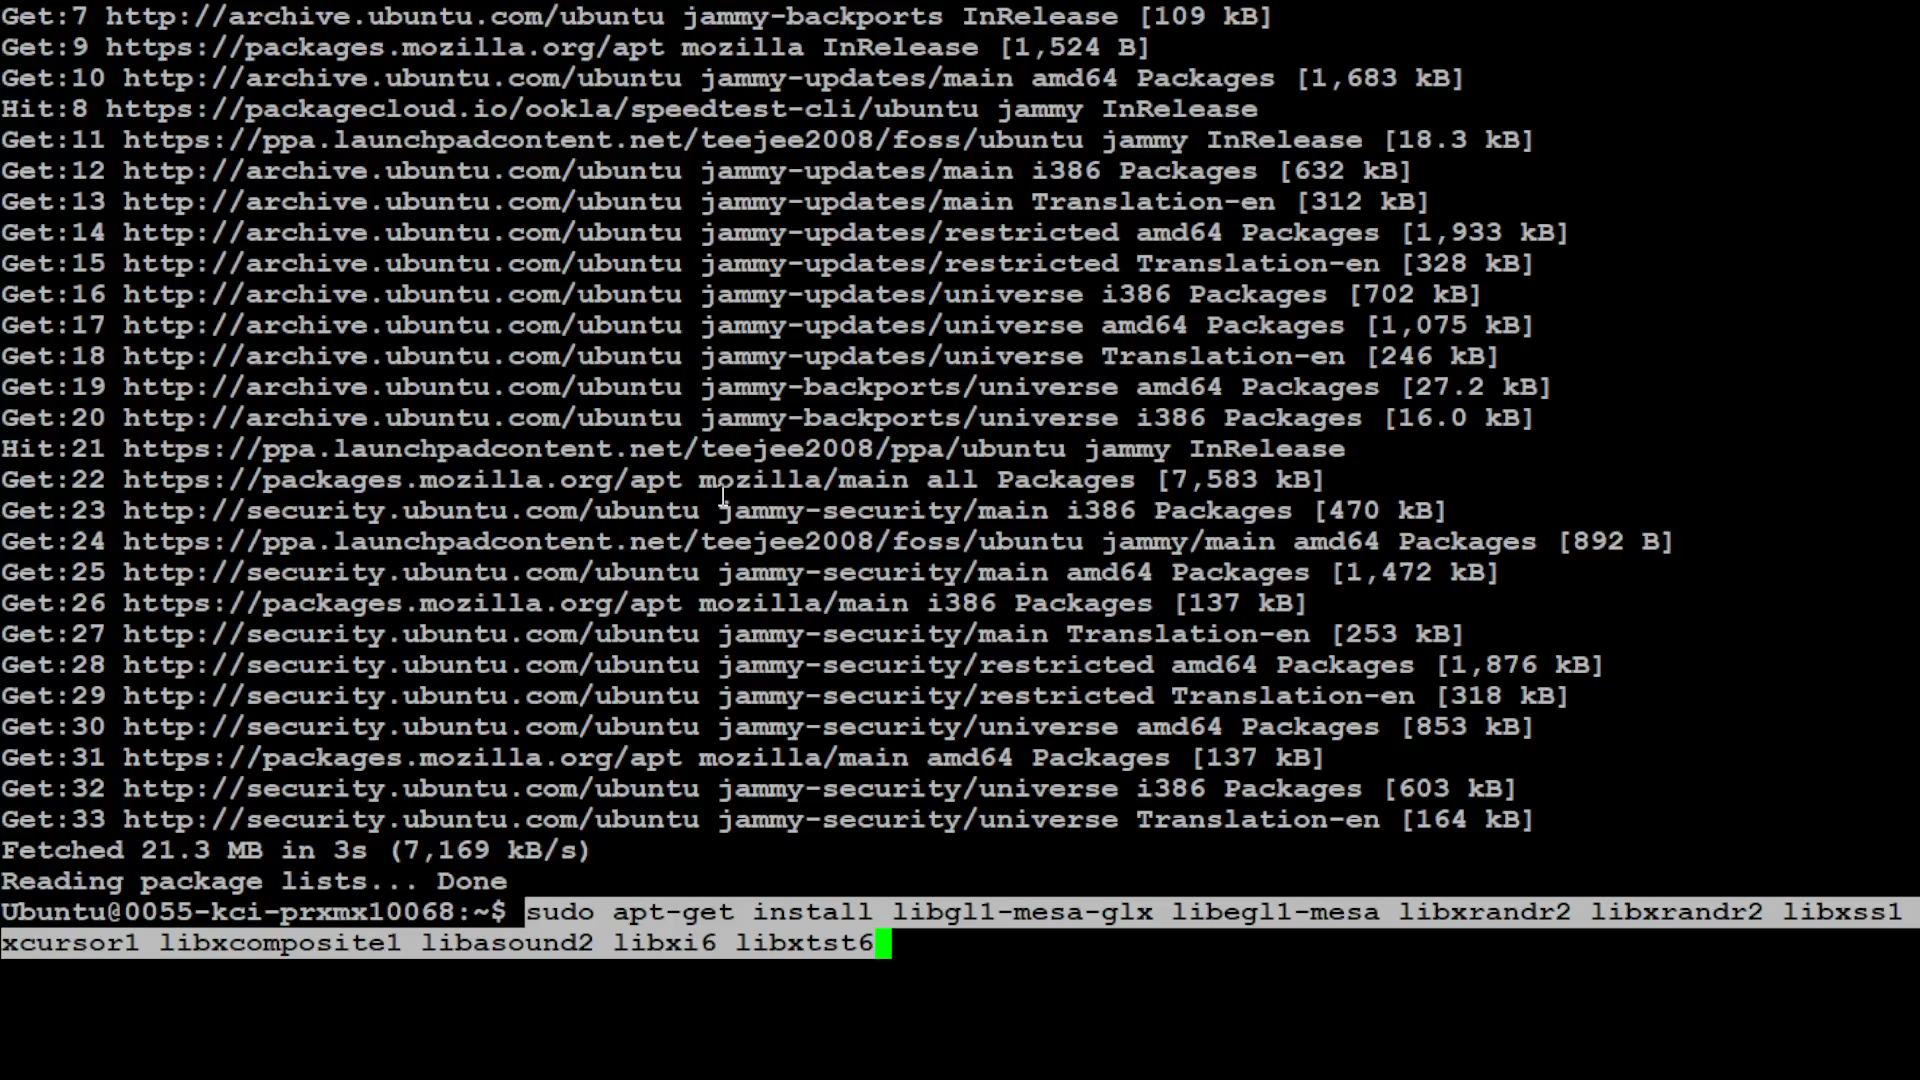 Get:7 http://archive.ubuntu.com/ubuntu jammy-backports InRelease [109 kB]
Get:9 https://packages.mozilla.org/apt mozilla InRelease [1,524 B]
Get:10 http://archive.ubuntu.com/ubuntu jammy-updates/main amd64 Packages [1,683 kB]
Hit:8 https://packagecloud.io/ookla/speedtest-cli/ubuntu jammy InRelease
Get:11 https://ppa.launchpadcontent.net/teejee2008/foss/ubuntu jammy InRelease [18.3 kB]
Get:12 http://archive.ubuntu.com/ubuntu jammy-updates/main i386 Packages [632 kB]
Get:13 http://archive.ubuntu.com/ubuntu jammy-updates/main Translation-en [312 kB]
Get:14 http://archive.ubuntu.com/ubuntu jammy-updates/restricted amd64 Packages [1,933 kB]
Get:15 http://archive.ubuntu.com/ubuntu jammy-updates/restricted Translation-en [328 kB]
Get:16 http://archive.ubuntu.com/ubuntu jammy-updates/universe i386 Packages [702 kB]
Get:17 http://archive.ubuntu.com/ubuntu jammy-updates/universe amd64 Packages [1,075 kB]
Get:18 http://archive.ubuntu.com/ubuntu jammy-updates/universe Translation-en [246 kB]
Get:19 http://archive.ubuntu.com/ubuntu jammy-backports/universe amd64 Packages [27.2 kB]
Get:20 http://archive.ubuntu.com/ubuntu jammy-backports/universe i386 Packages [16.0 kB]
Hit:21 https://ppa.launchpadcontent.net/teejee2008/ppa/ubuntu jammy InRelease
Get:22 https://packages.mozilla.org/apt mozilla/main all Packages [7,583 kB]
Get:23 http://security.ubuntu.com/ubuntu jammy-security/main i386 Packages [470 kB]
Get:24 https://ppa.launchpadcontent.net/teejee2008/foss/ubuntu jammy/main amd64 Packages [892 B]
Get:25 http://security.ubuntu.com/ubuntu jammy-security/main amd64 Packages [1,472 kB]
Get:26 https://packages.mozilla.org/apt mozilla/main i386 Packages [137 kB]
Get:27 http://security.ubuntu.com/ubuntu jammy-security/main Translation-en [253 kB]
Get:28 http://security.ubuntu.com/ubuntu jammy-security/restricted amd64 Packages [1,876 kB]
Get:29 http://security.ubuntu.com/ubuntu jammy-security/restricted Translation-en [318 kB]
Get:30 http://security.ubuntu.com/ubuntu jammy-security/universe amd64 Packages [853 kB]
Get:31 https://packages.mozilla.org/apt mozilla/main amd64 Packages [137 kB]
Get:32 http://security.ubuntu.com/ubuntu jammy-security/universe i386 Packages [603 kB]
Get:33 http://security.ubuntu.com/ubuntu jammy-security/universe Translation-en [164 kB]
Fetched 21.3 MB in 3s (7,169 kB/s)
Reading package lists... Done
Ubuntu@0055-kci-prxmx10068:~$ sudo apt-get install libgl1-mesa-glx libegl1-mesa libxrandr2 libxrandr2 libxss1
xcursor1 libxcomposite1 libasound2 libxi6 libxtst6